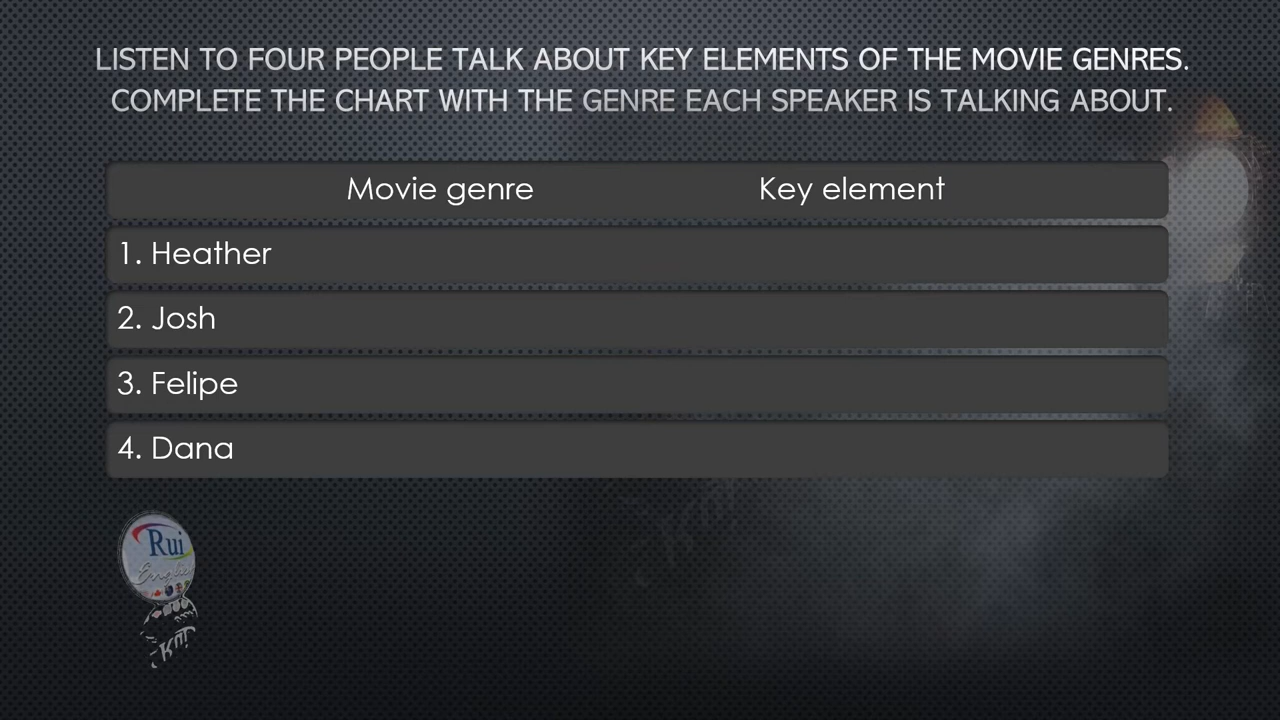 LISTEN TO FOUR PEOPLE TALK ABOUT KEY ELEMENTS OF THE MOVIE GENRES.
COMPLETE THE CHART WITH THE GENRE EACH SPEAKER IS TALKING ABOUT.
Movie genre Key element
1. Heather
2. Josh
3. Felipe
4. Dana
Rui
English